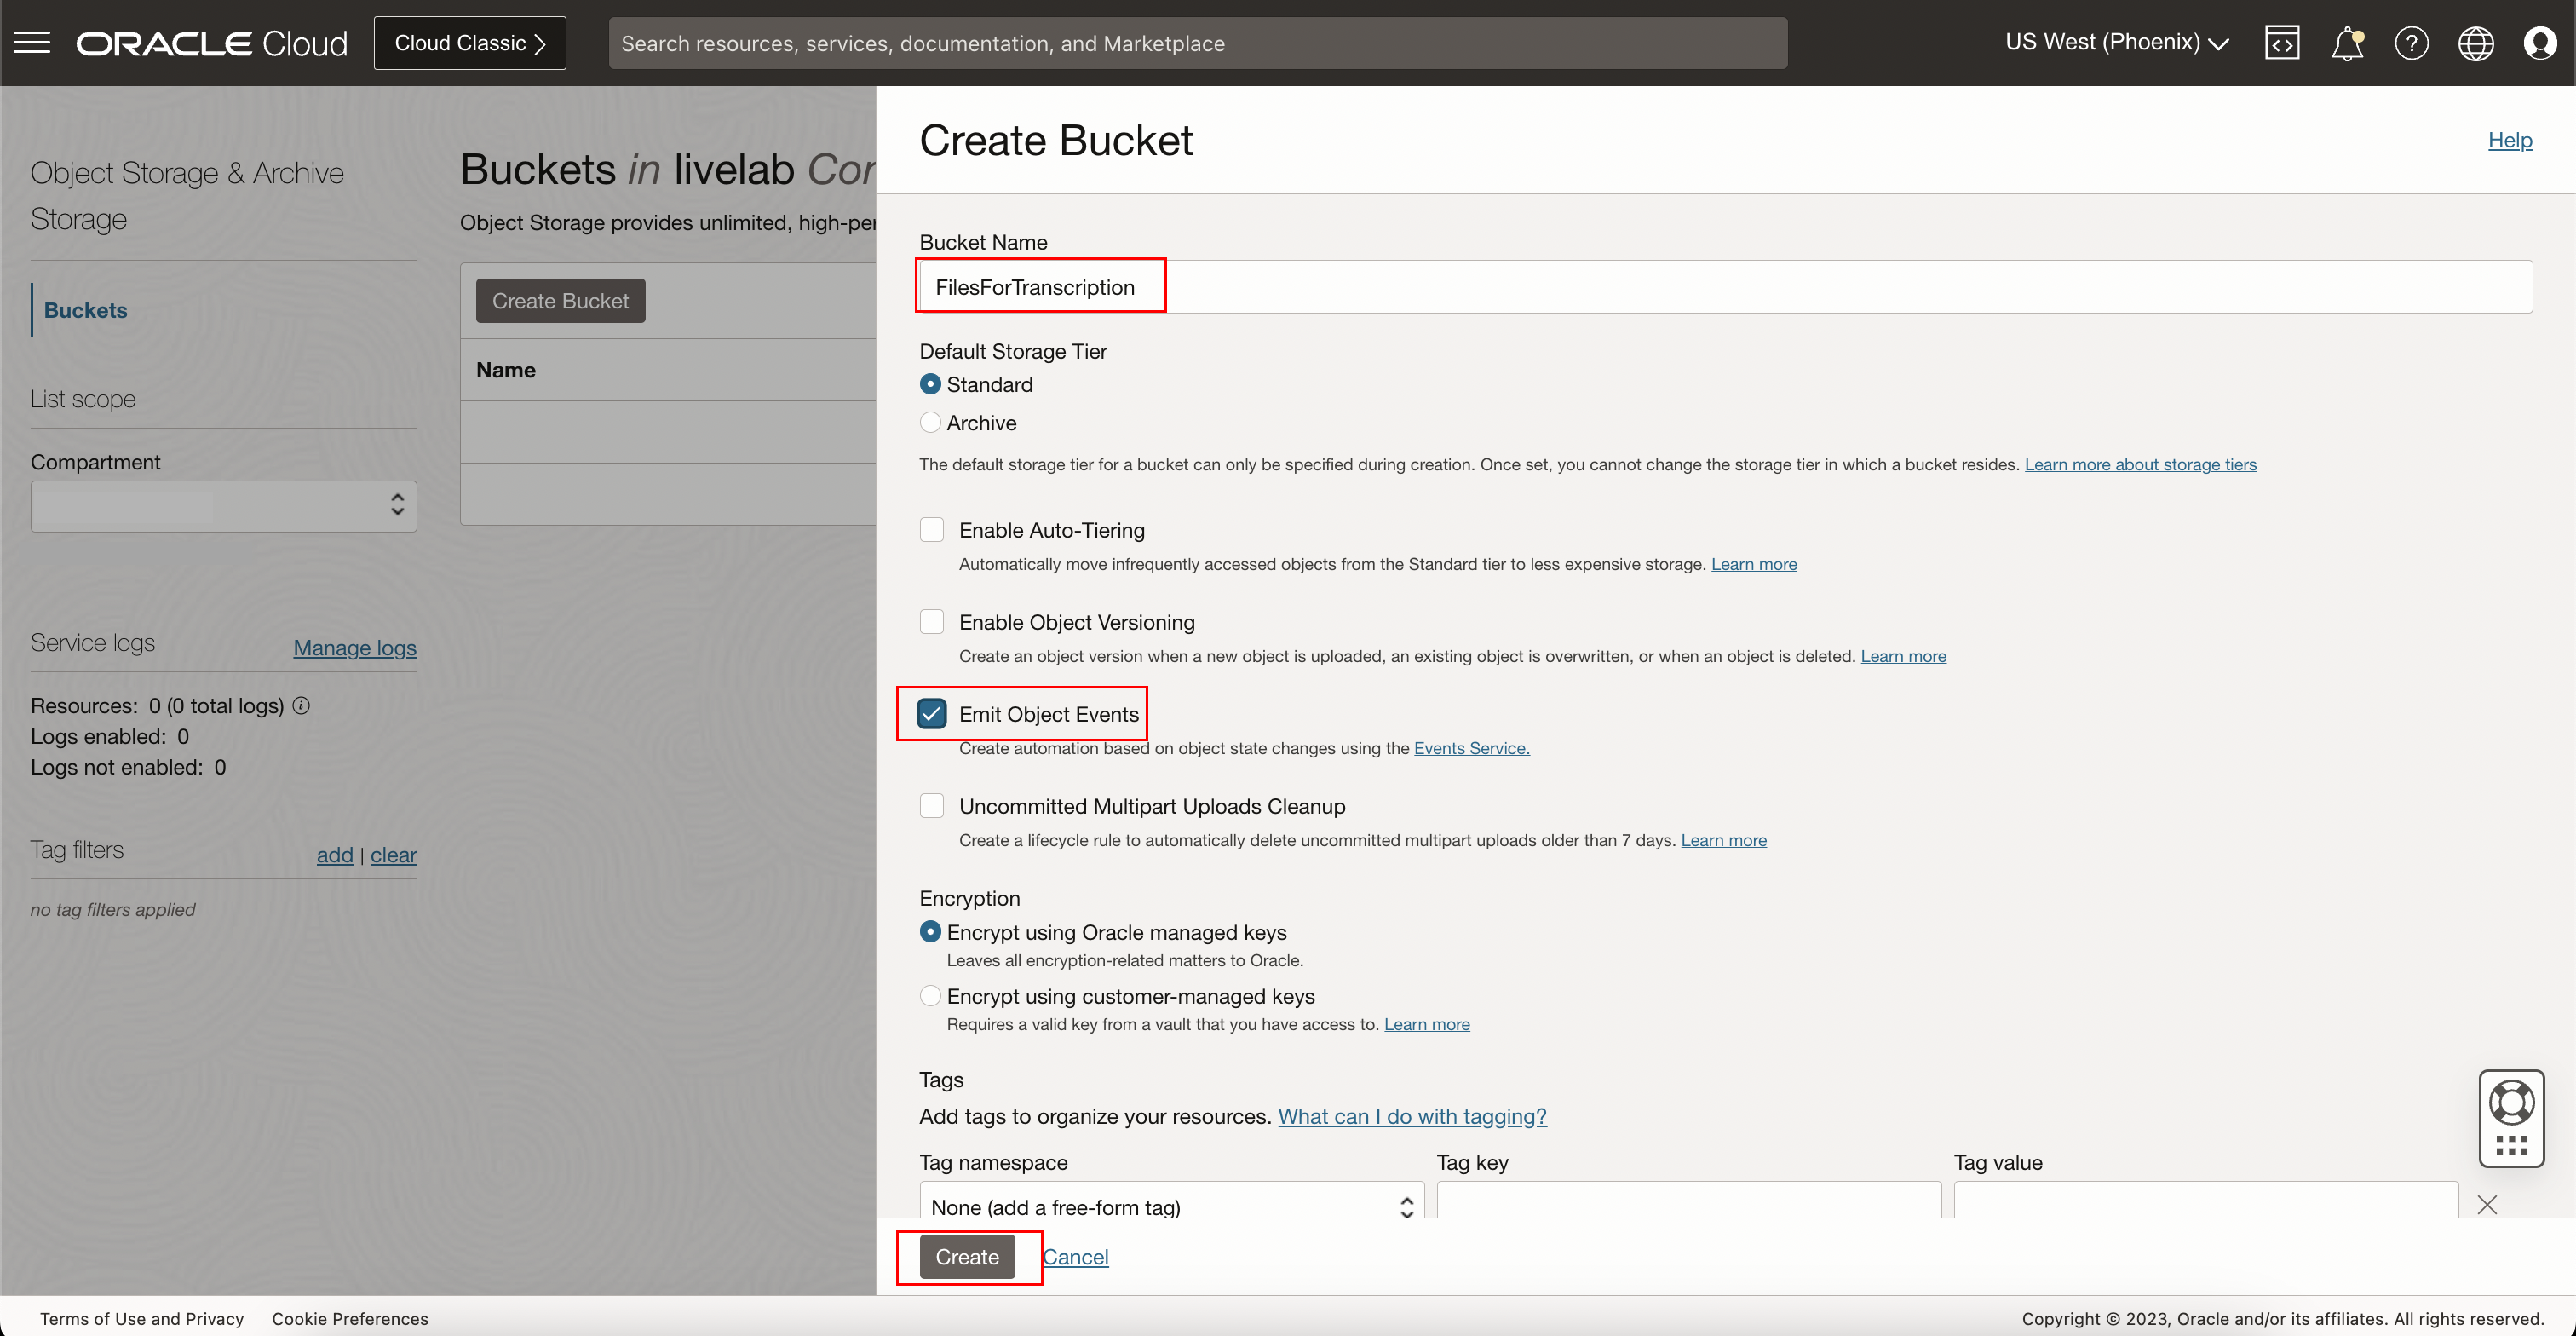 ORACLE Cloud
Cloud Classic
Search resources, services, documentation, and Marketplace
US West (Phoenix)
Object Storage & Archive
Storage
Buckets
List scope
Compartment
Service logs
Manage logs
Resources: 0 (0 total logs)
Logs enabled: 0
Logs not enabled: 0
Tag filters
add | clear
no tag filters applied
Buckets in livelab Cor
Object Storage provides unlimited, high-per
Create Bucket
Name
Create Bucket
Help
Bucket Name
FilesForTranscription
Default Storage Tier
Standard
Archive
The default storage tier for a bucket can only be specified during creation. Once set, you cannot change the storage tier in which a bucket resides. Learn more about storage tiers
Enable Auto-Tiering
Automatically move infrequently accessed objects from the Standard tier to less expensive storage. Learn more
Enable Object Versioning
Create an object version when a new object is uploaded, an existing object is overwritten, or when an object is deleted. Learn more
Emit Object Events
Create automation based on object state changes using the Events Service.
Uncommitted Multipart Uploads Cleanup
Create a lifecycle rule to automatically delete uncommitted multipart uploads older than 7 days. Learn more
Encryption
Encrypt using Oracle managed keys
Leaves all encryption-related matters to Oracle.
Encrypt using customer-managed keys
Requires a valid key from a vault that you have access to. Learn more
Tags
Add tags to organize your resources. What can I do with tagging?
Tag namespace
Tag key
Tag value
None (add a free-form tag)
Create
Cancel
Terms of Use and Privacy
Cookie Preferences
Copyright © 2023, Oracle and/or its affiliates. All rights reserved.